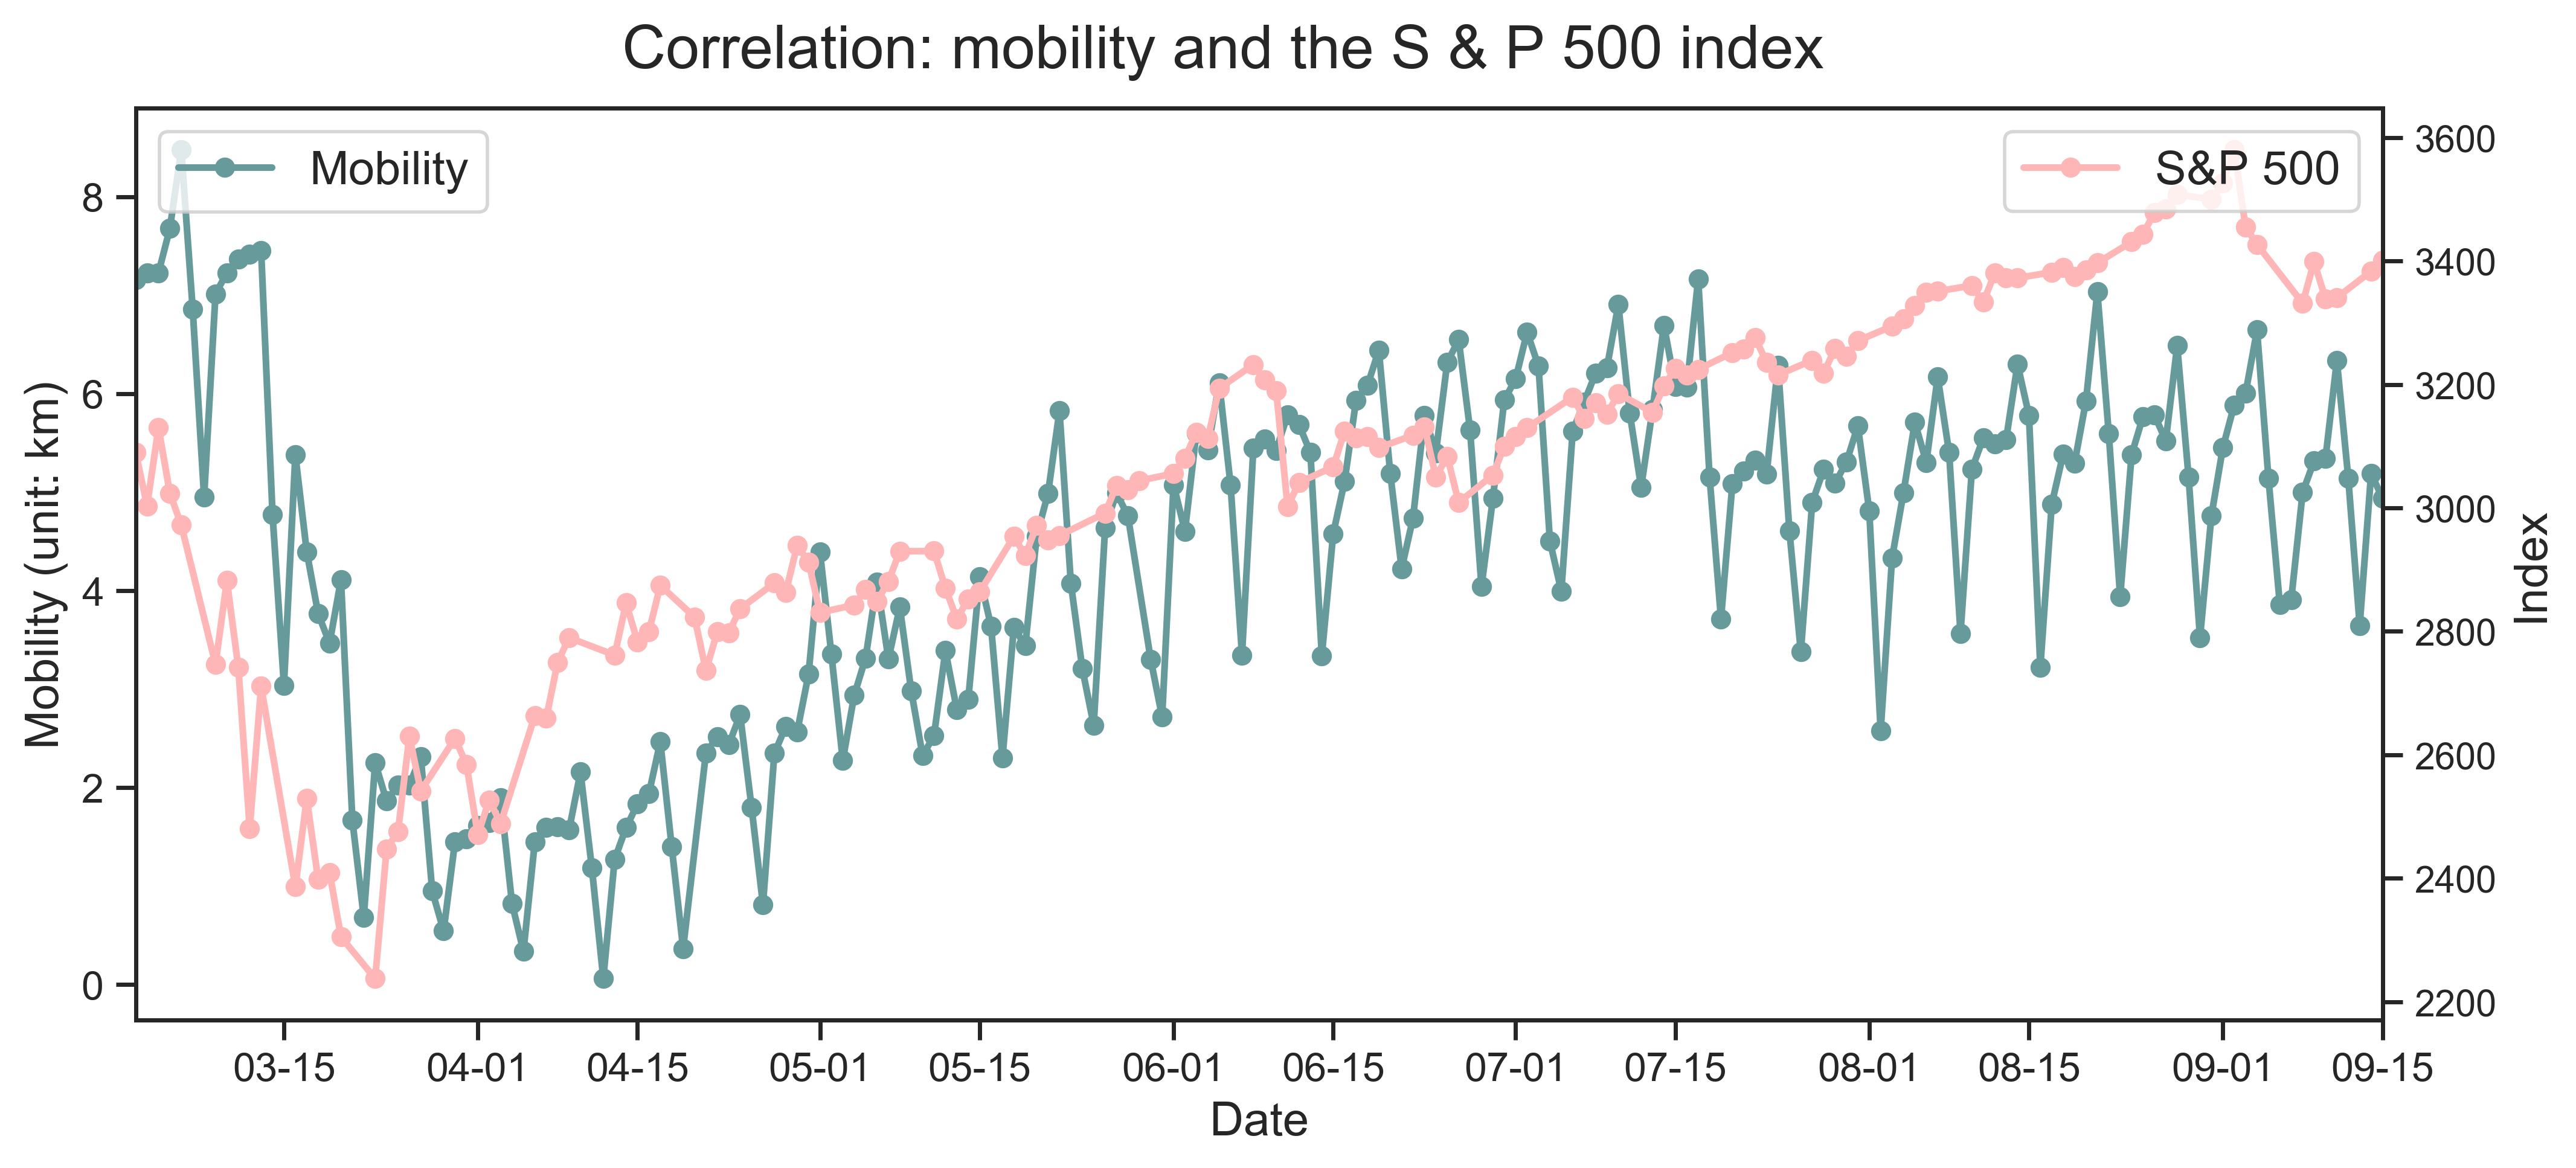 Correlation: mobility and the S & P 500 index
Mobility
S&P 500
Mobility (unit: km)
8
6
4
2
0
3600
3400
3200
3000
2800
2600
2400
2200
Index
03-15 04-01 04-15 05-01 05-15 06-01 06-15 07-01 07-15 08-01 08-15 09-01 09-15
Date